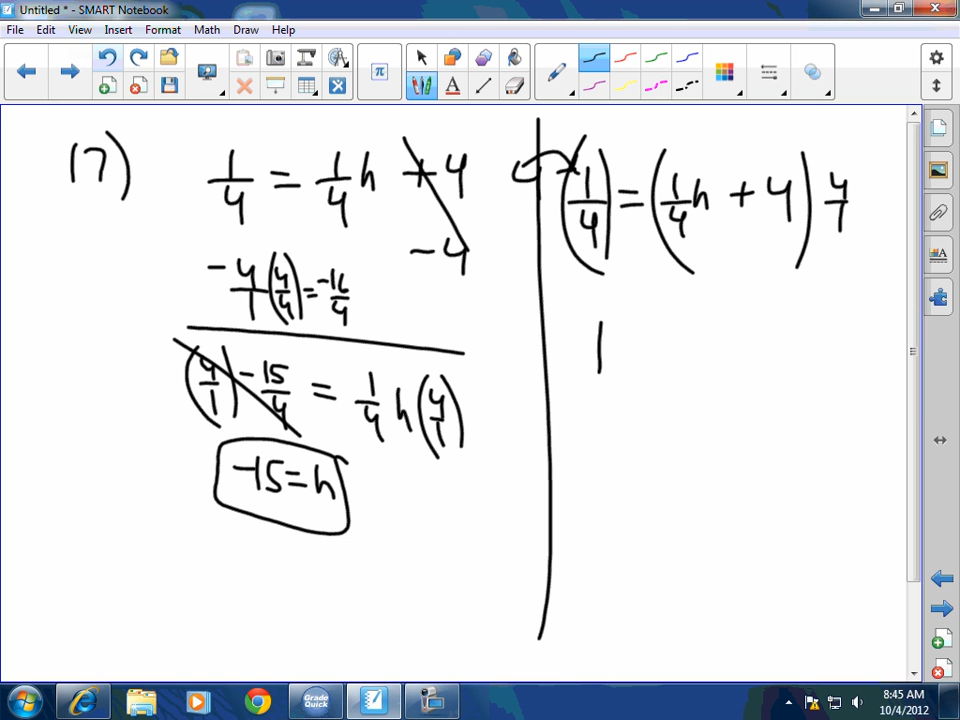 Untitled * - SMART Notebook
File Edit View Insert Format Math Draw Help
17)
1/4 = 1/4 h + 4
- 4
- 4/1 (4/4) = -16/4
(4/1) - 15/4 = 1/4 h (4/1)
-15 = h
4 (1/4) = (1/4 h + 4) 4/1
1
Grade Quick
8:45 AM
10/4/2012